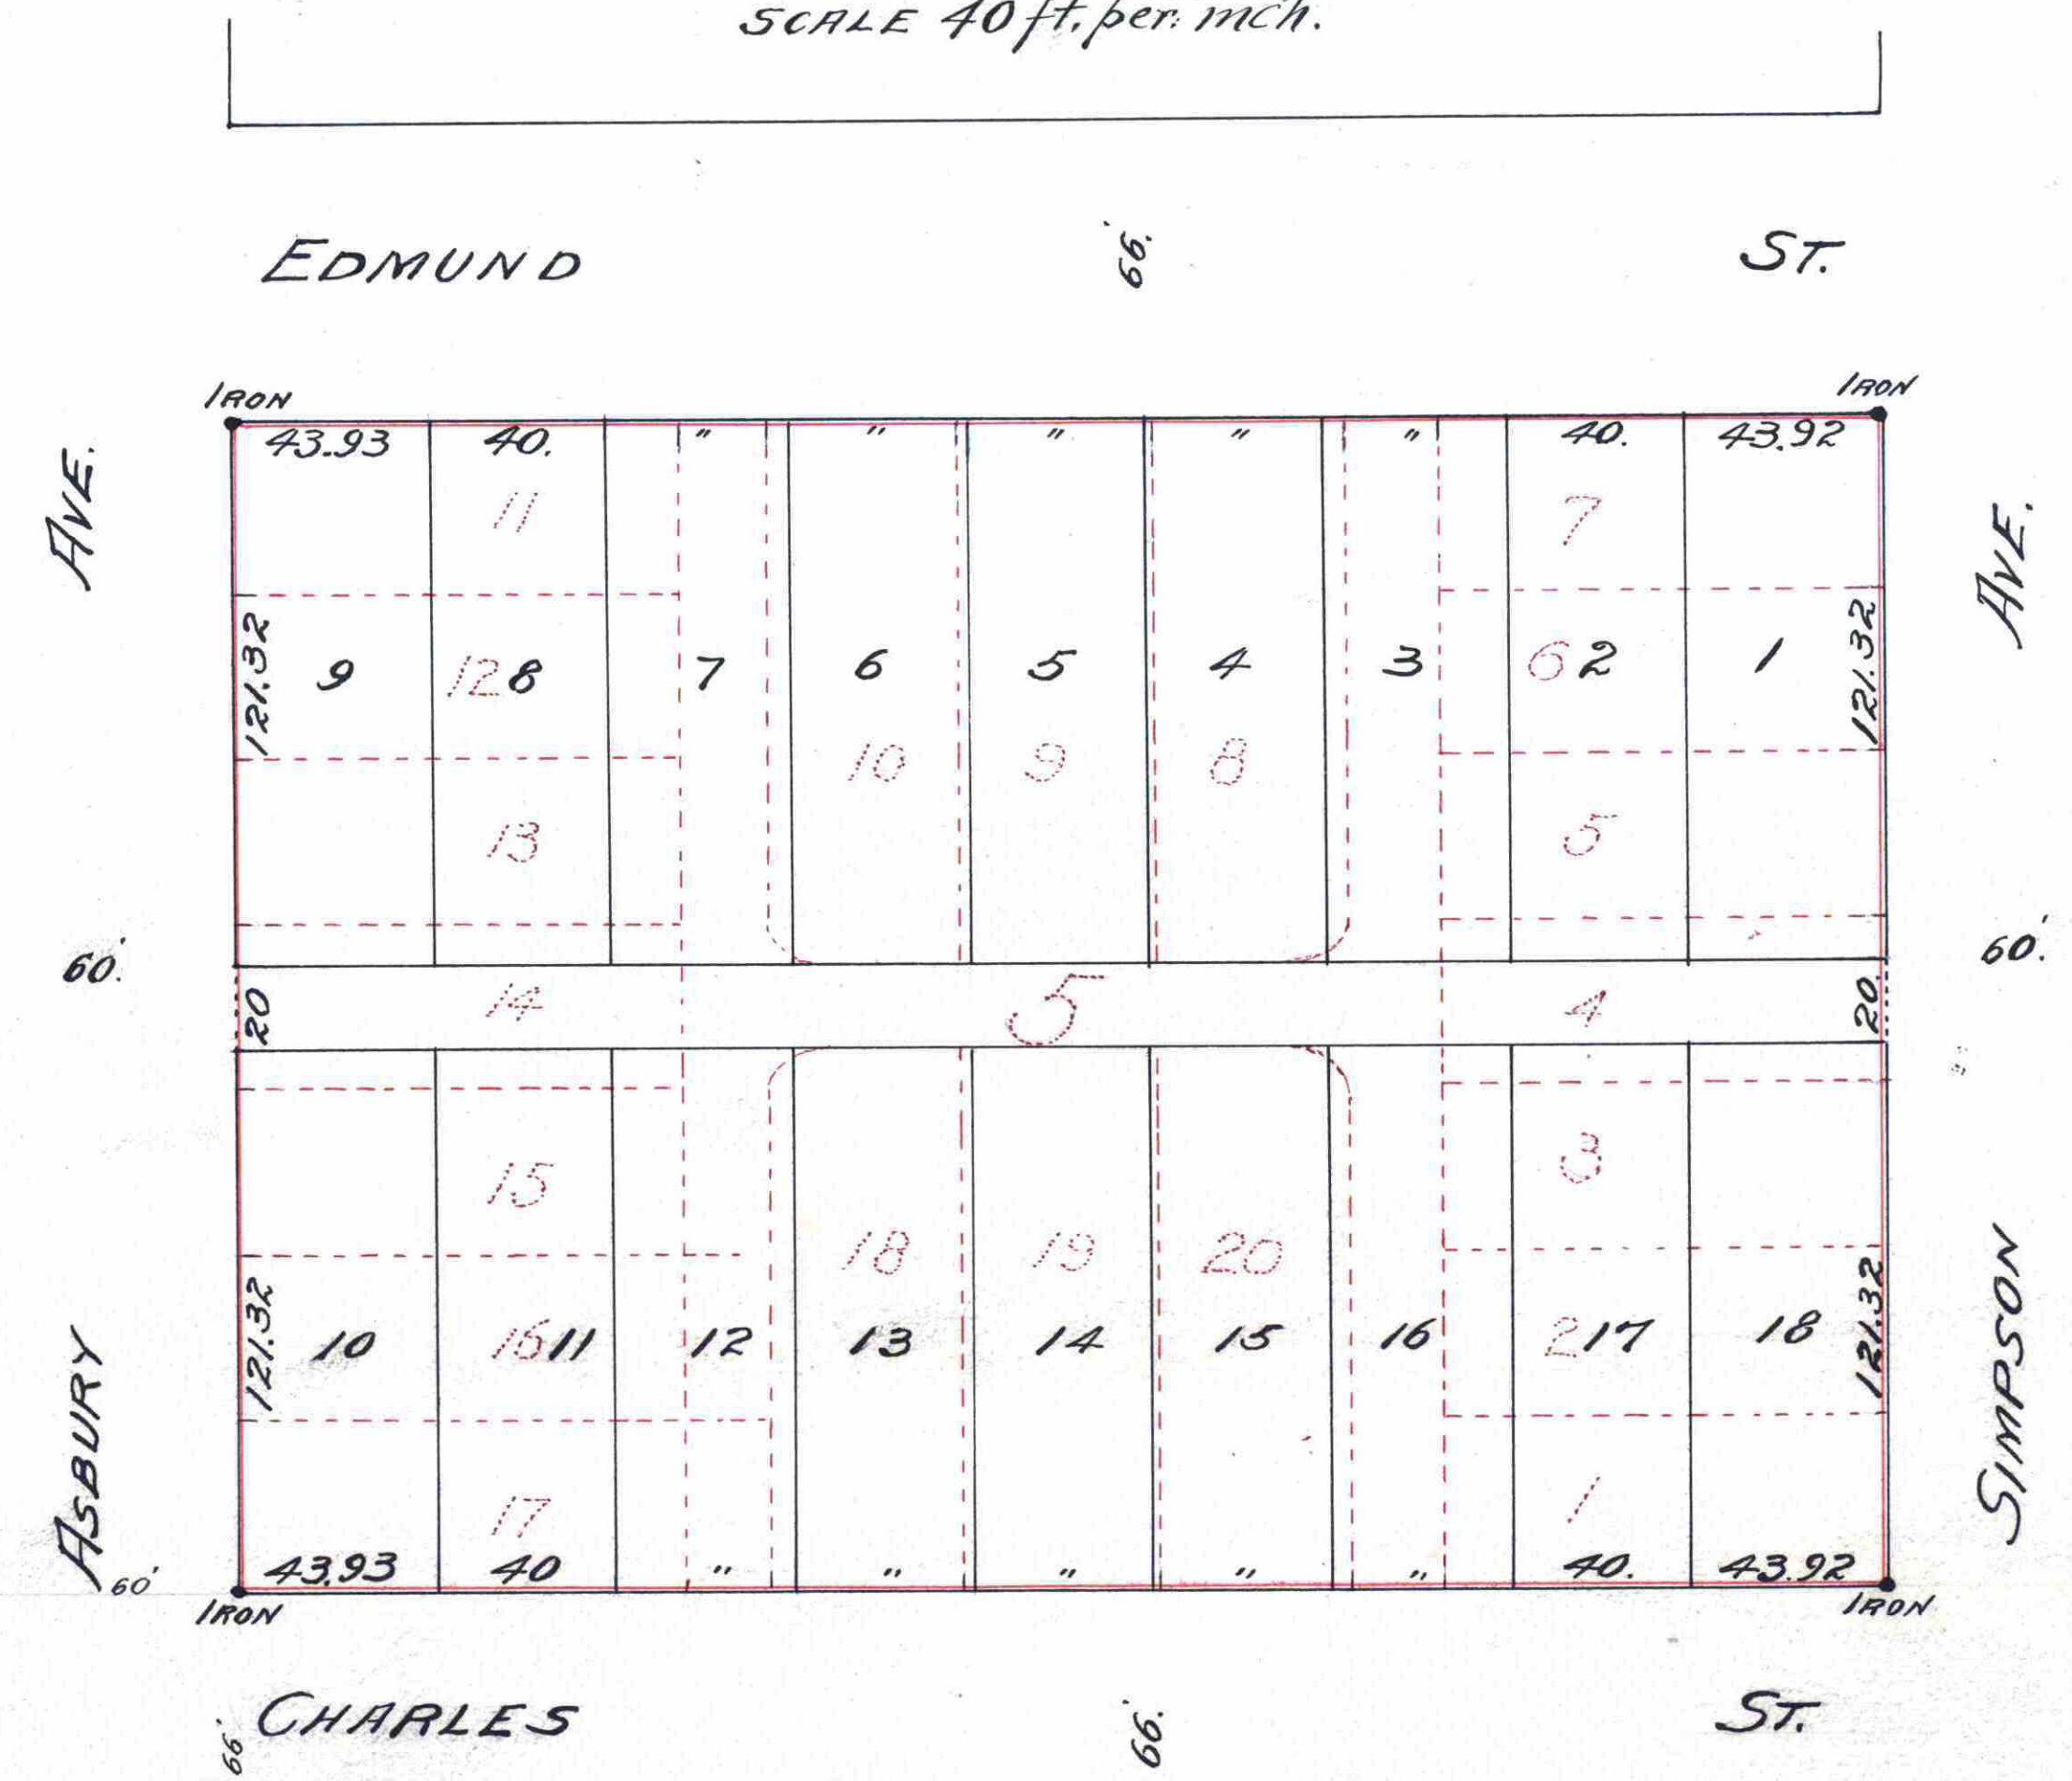 SCALE 40 ft. per. inch.
EDMUND 66.' ST.
IRON IRON
43.93 40. " " " " " 40. 43.92
AVE. AVE.
11 7
121.32 9 12 8 7 6 5 4 3 6 2 1 121.32
10 9 8
13 5
60.' 60.'
20 14 5 4 20.
15 3
18 19 20
121.32 10 16 11 12 13 14 15 16 2 17 18 121.32
ASBURY SIMPSON
17 1
43.93 40 " " " " " 40. 43.92
60'
IRON IRON
CHARLES 66.' ST.
66'